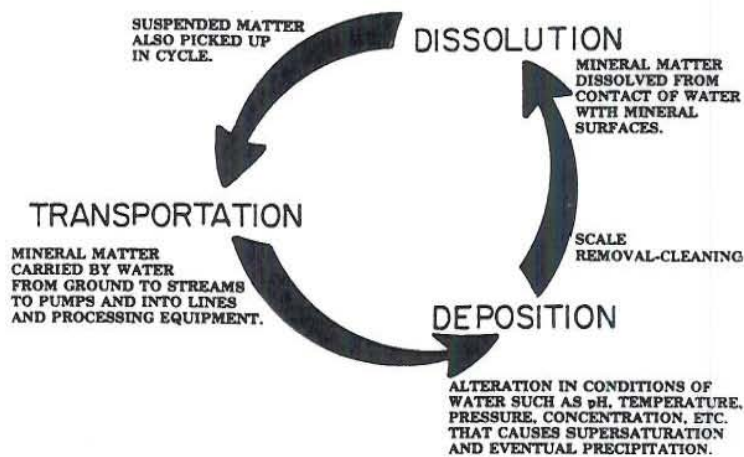 SUSPENDED MATTER
ALSO PICKED UP
IN CYCLE.
DISSOLUTION
MINERAL MATTER
DISSOLVED FROM
CONTACT OF WATER
WITH MINERAL
SURFACES.
TRANSPORTATION
MINERAL MATTER
CARRIED BY WATER
FROM GROUND TO STREAMS
TO PUMPS AND INTO LINES
AND PROCESSING EQUIPMENT.
SCALE
REMOVAL-CLEANING
DEPOSITION
ALTERATION IN CONDITIONS OF
WATER SUCH AS pH, TEMPERATURE,
PRESSURE, CONCENTRATION, ETC.
THAT CAUSES SUPERSATURATION
AND EVENTUAL PRECIPITATION.